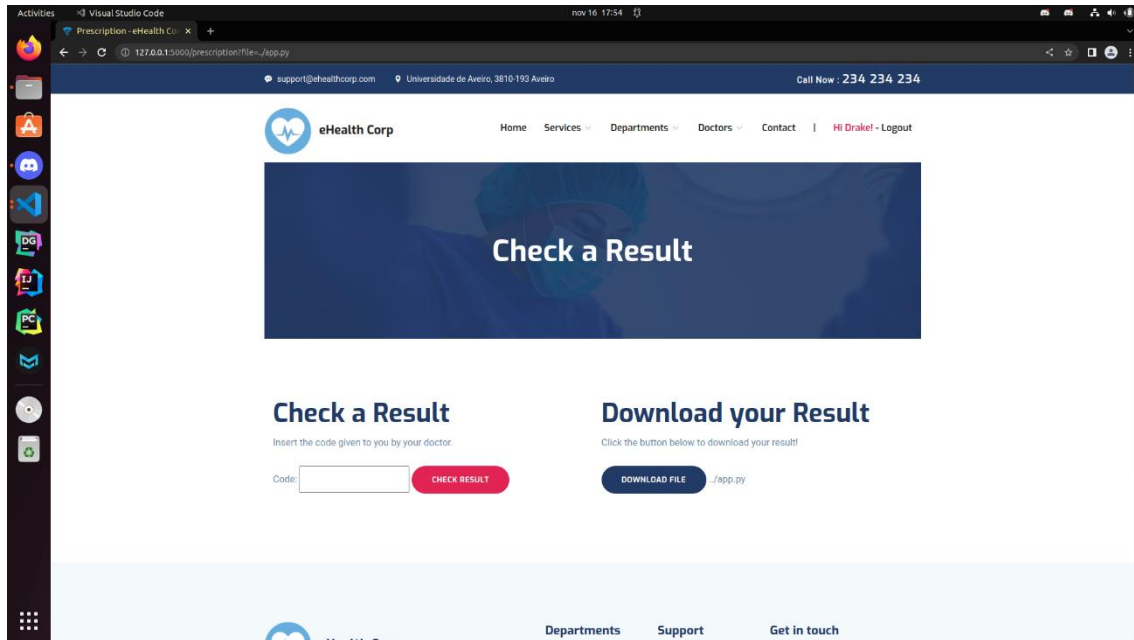 Activities Visual Studio Code nov 16 17:54
Prescription - eHealth Co
127.0.0.1:5000/prescription?file=../app.py
support@ehealthcorp.com Universidade de Aveiro, 3810-193 Aveiro Call Now : 234 234 234
eHealth Corp Home Services Departments Doctors Contact | Hi Drake! - Logout
Check a Result
Check a Result
Insert the code given to you by your doctor.
Code: CHECK RESULT
Download your Result
Click the button below to download your result!
DOWNLOAD FILE ../app.py
DG
IJ
PC
Departments Support Get in touch